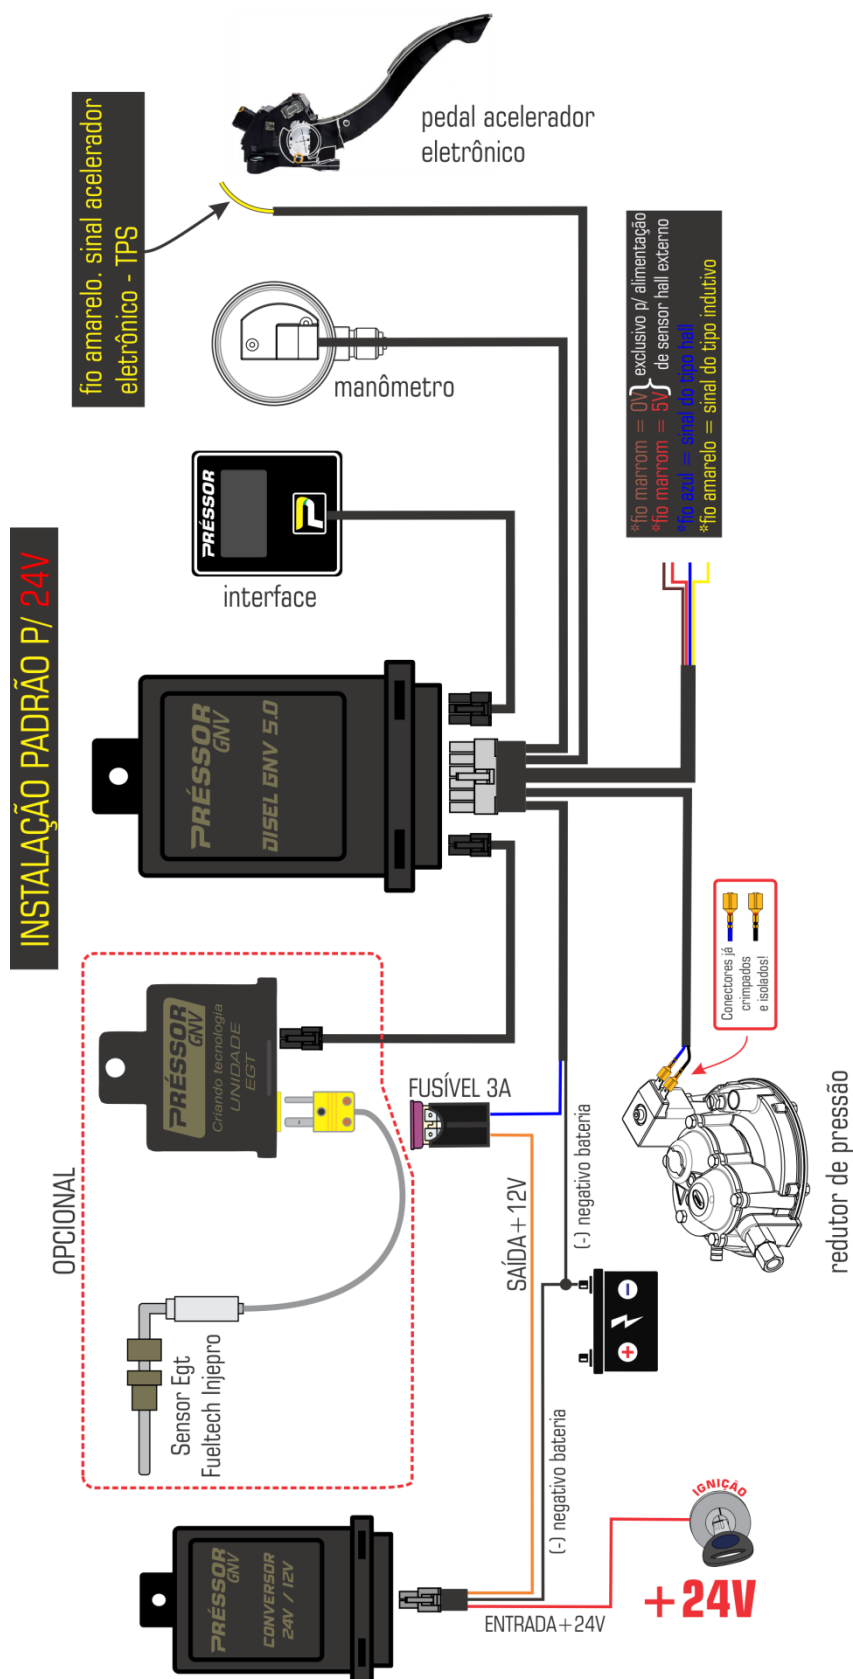 pedal acelerador
eletrônico
fio amarelo. sinal acelerador
eletrônico - TPS
manômetro
*fio marrom = 0V
*fio marrom = 5V
} exclusivo p/ alimentação
de sensor hall externo
*fio azul = sinal do tipo hall
*fio amarelo = sinal do tipo indutivo
PRÉSSOR
P
interface
INSTALAÇÃO PADRÃO P/ 24V
PRÉSSOR
GNV
DISEL GNV 5.0
OPCIONAL
PRÉSSOR
GNV
Criando tecnologia
UNIDADE
EGT
Conectores já
crimpados
e isolados!
FUSÍVEL 3A
SAÍDA+12V
(-) negativo bateria
redutor de pressão
Sensor Egt
Fueltech Injepro
+
-
PRÉSSOR
GNV
CONVERSOR
24V / 12V
(-) negativo bateria
ENTRADA+24V
IGNIÇÃO
+24V